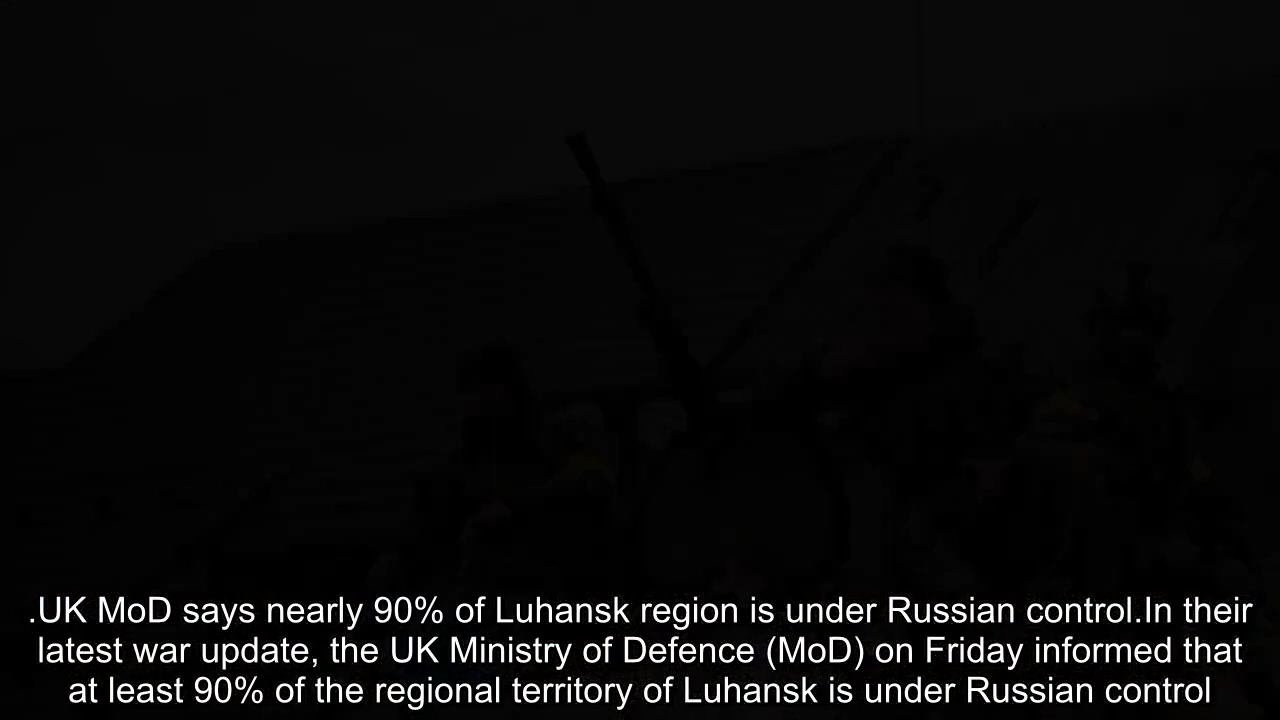 .UK MoD says nearly 90% of Luhansk region is under Russian control.In their
latest war update, the UK Ministry of Defence (MoD) on Friday informed that
at least 90% of the regional territory of Luhansk is under Russian control